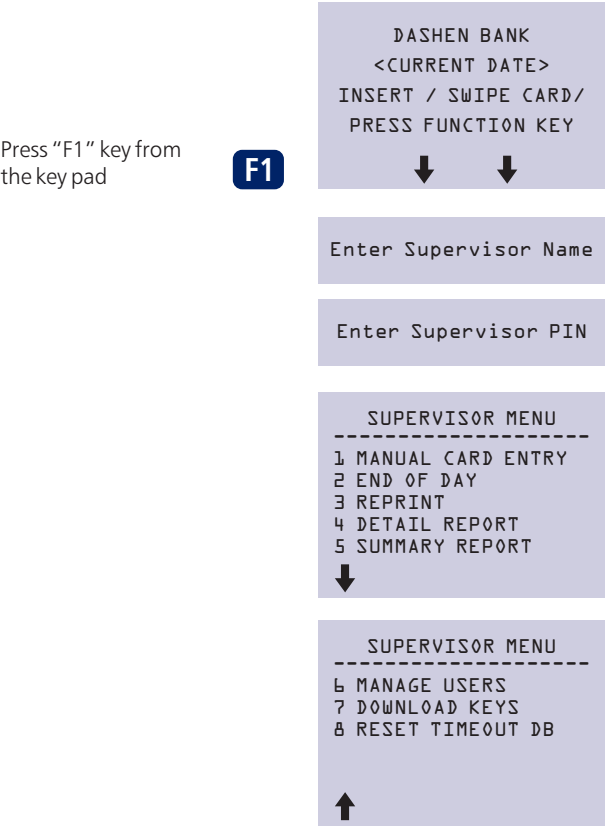 DASHEN BANK
<CURRENT DATE>
INSERT / SWIPE CARD/
PRESS FUNCTION KEY
Press “F1” key from
the key pad
F1
Enter Supervisor Name
Enter Supervisor PIN
SUPERVISOR MENU
--------------------
1 MANUAL CARD ENTRY
2 END OF DAY
3 REPRINT
4 DETAIL REPORT
5 SUMMARY REPORT
SUPERVISOR MENU
--------------------
6 MANAGE USERS
7 DOWNLOAD KEYS
8 RESET TIMEOUT DB